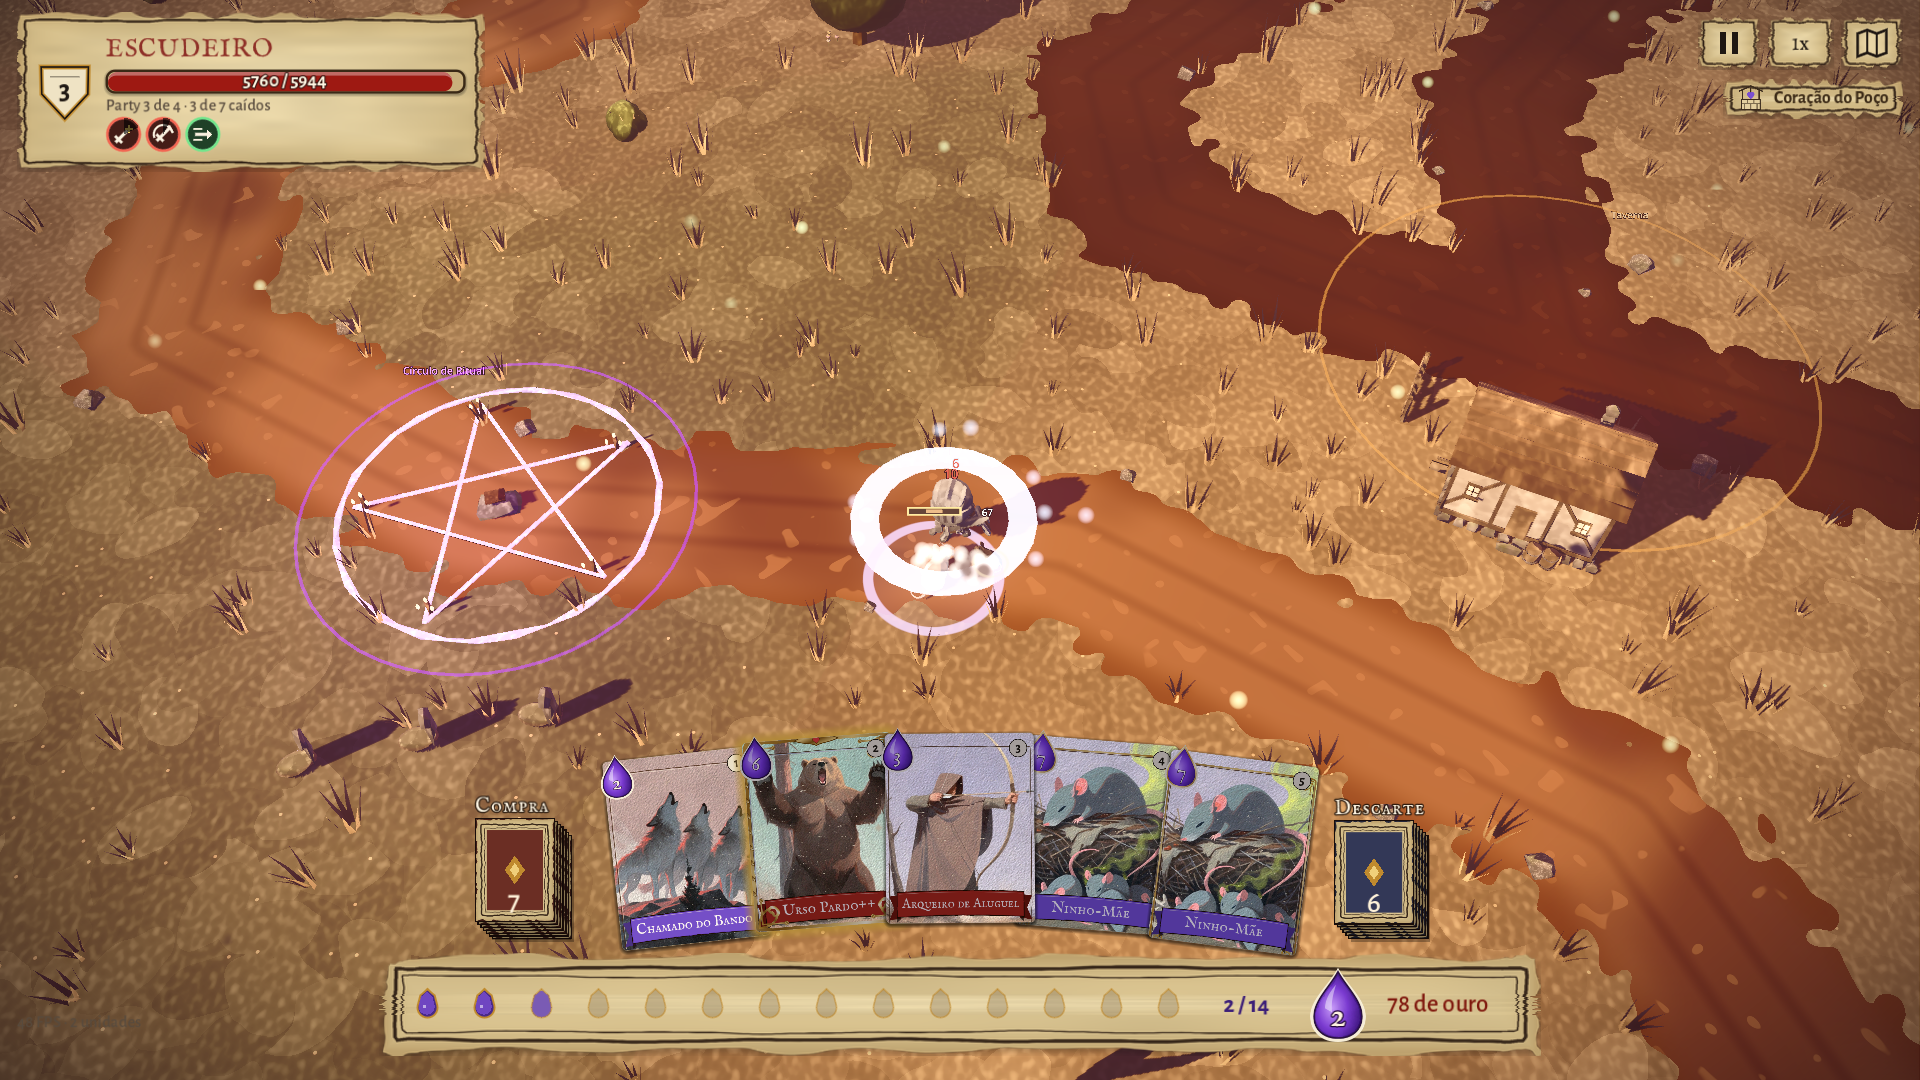 ESCUDEIRO
3
5760/5944
Party 3 de 4 · 3 de 7 caídos
1x
Coração do Poço
Taverna
Círculo de Ritual
6
10
67
2
1
CHAMADO DO BANDO
6
2
URSO PARDO++
3
3
ARQUEIRO DE ALUGUEL
7
4
NINHO-MÃE
7
5
NINHO-MÃE
COMPRA
7
DESCARTE
6
2/14
2
78 de ouro